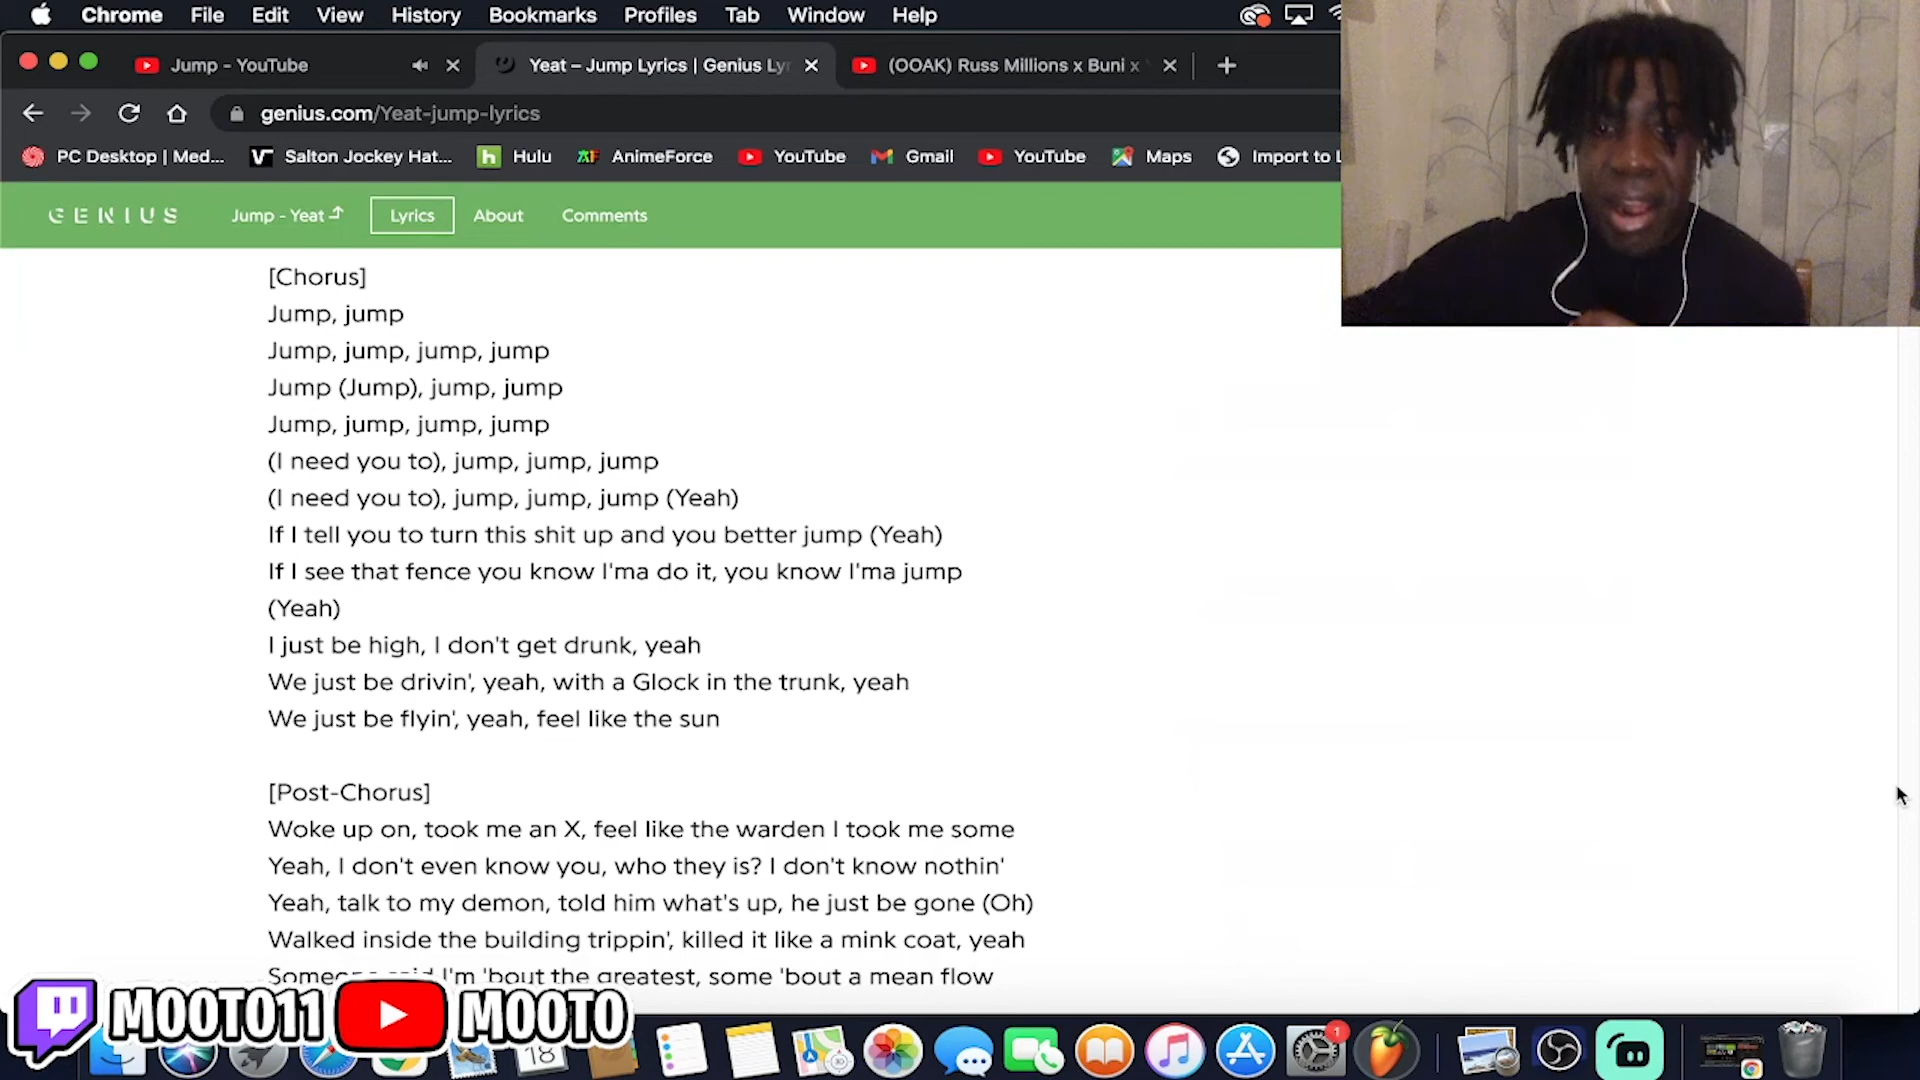 Chrome File Edit View History Bookmarks Profiles Tab Window Help
Jump - YouTube
Yeat – Jump Lyrics | Genius Lyr
(OOAK) Russ Millions x Buni x
genius.com/Yeat-jump-lyrics
PC Desktop | Med... Salton Jockey Hat... Hulu AnimeForce YouTube Gmail YouTube Maps Import to L
GENIUS Jump - Yeat Lyrics About Comments
[Chorus]
Jump, jump
Jump, jump, jump, jump
Jump (Jump), jump, jump
Jump, jump, jump, jump
(I need you to), jump, jump, jump
(I need you to), jump, jump, jump (Yeah)
If I tell you to turn this shit up and you better jump (Yeah)
If I see that fence you know I'ma do it, you know I'ma jump
(Yeah)
I just be high, I don't get drunk, yeah
We just be drivin', yeah, with a Glock in the trunk, yeah
We just be flyin', yeah, feel like the sun
[Post-Chorus]
Woke up on, took me an X, feel like the warden I took me some
Yeah, I don't even know you, who they is? I don't know nothin'
Yeah, talk to my demon, told him what's up, he just be gone (Oh)
Walked inside the building trippin', killed it like a mink coat, yeah
Someone said I'm 'bout the greatest, some 'bout a mean flow
M00TO11 MOOTO
18
1